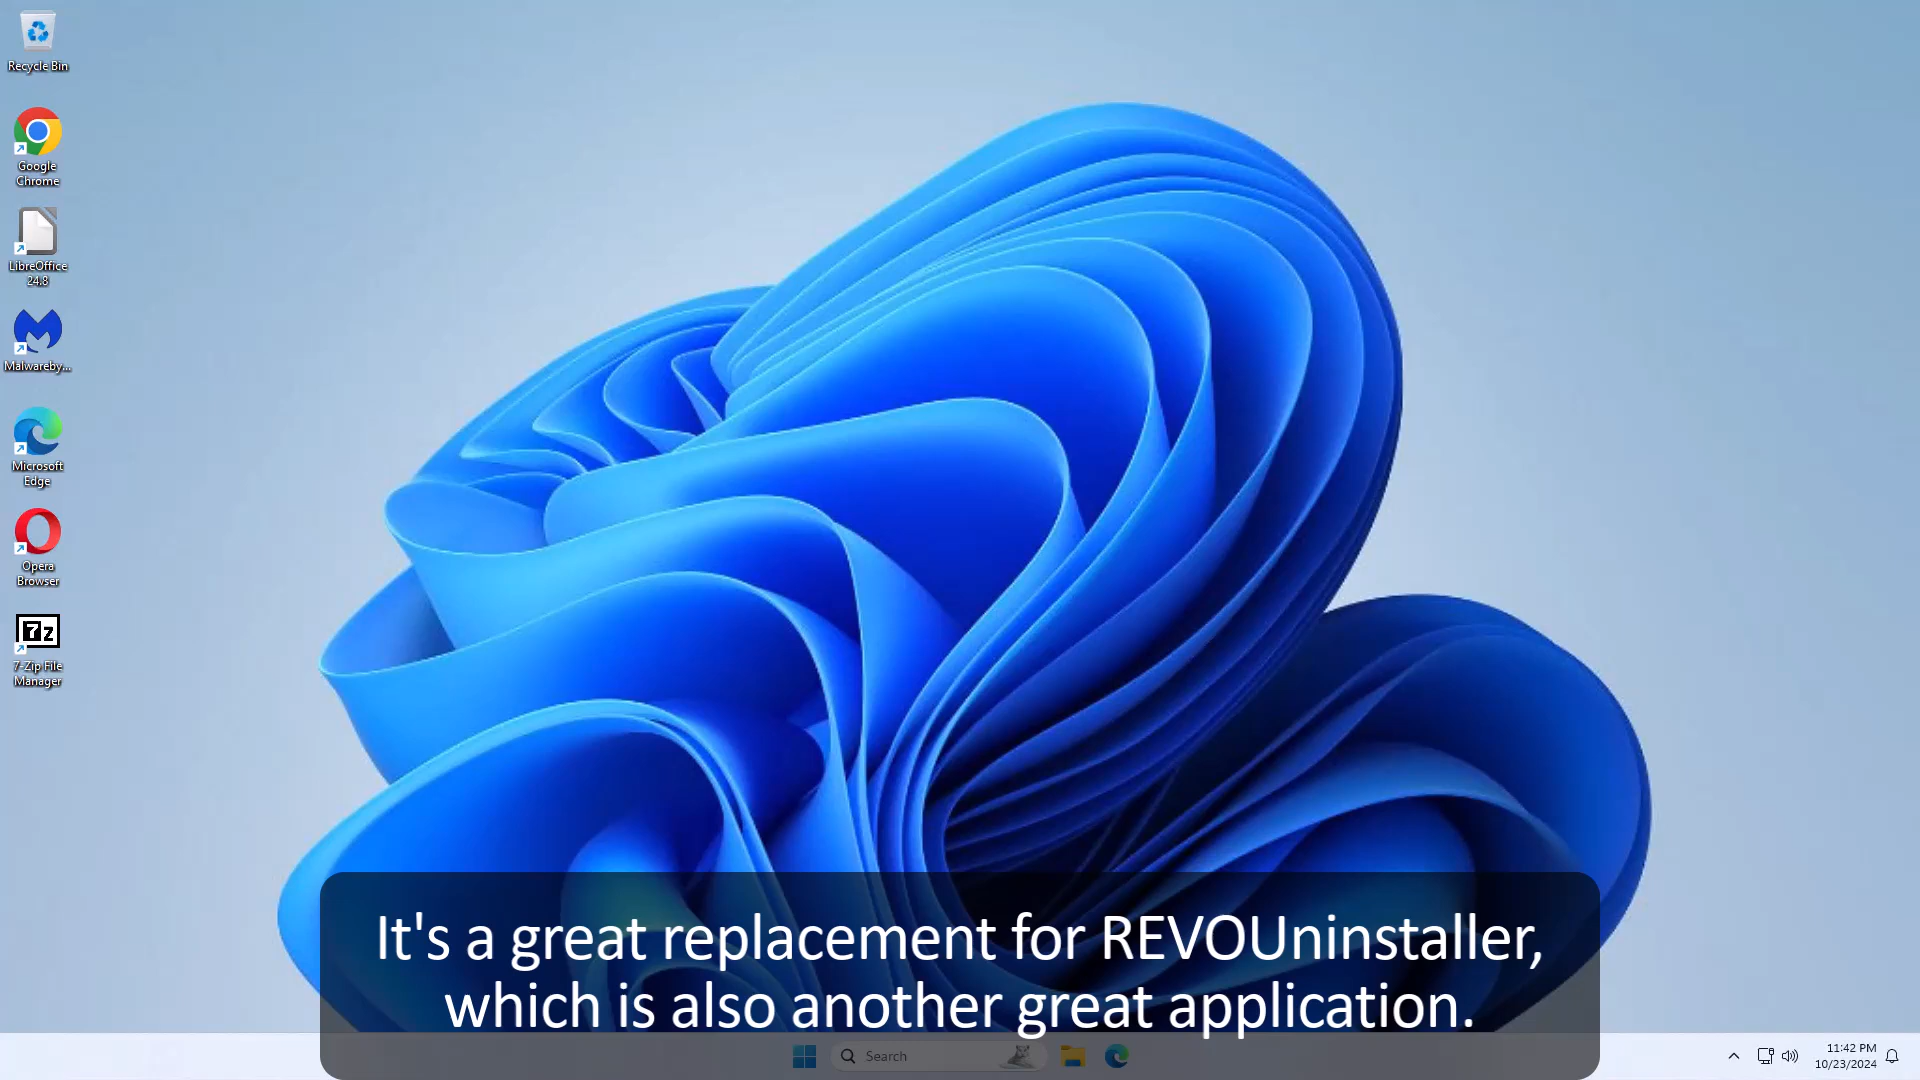 Recycle Bin
Google
Chrome
LibreOffice
24.8
Malwareby...
Microsoft
Edge
Opera
Browser
7z
7-Zip File
Manager
It's a great replacement for REVOUninstaller,
which is also another great application.
Search
11:42 PM
10/23/2024